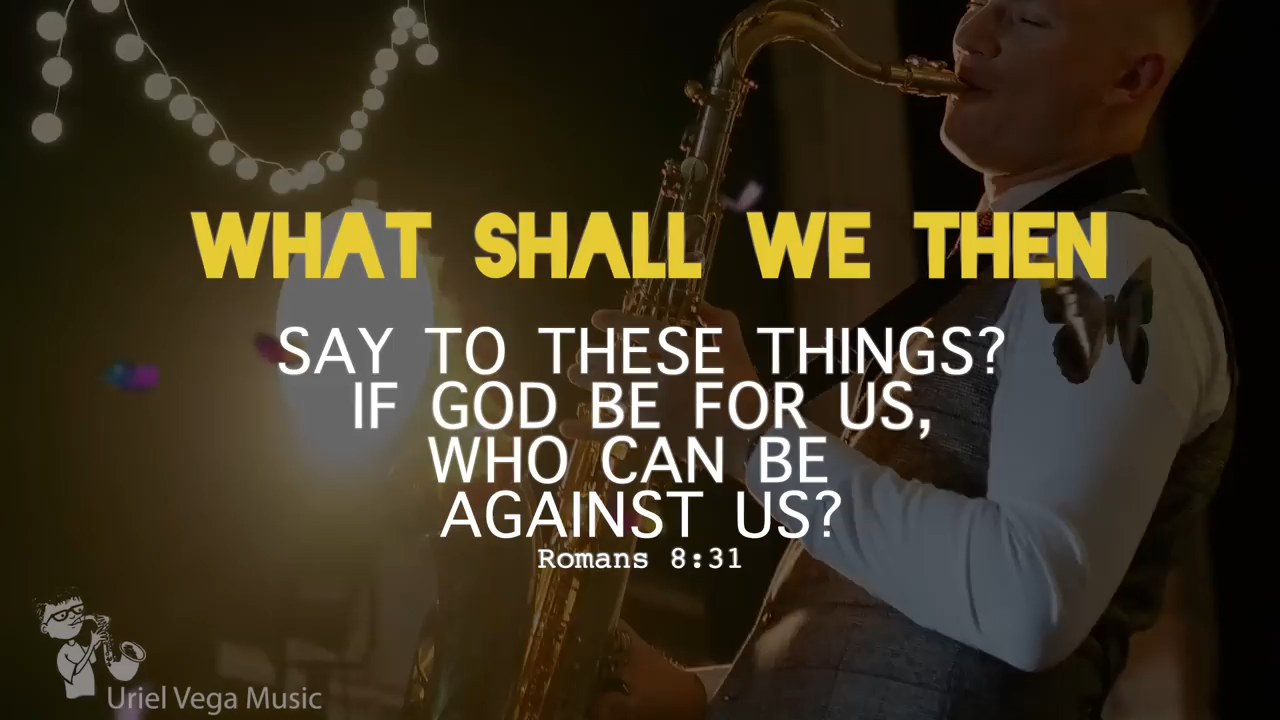 WHAT SHALL WE THEN
SAY TO THESE THINGS?
IF GOD BE FOR US,
WHO CAN BE
AGAINST US?
Romans 8:31
Uriel Vega Music